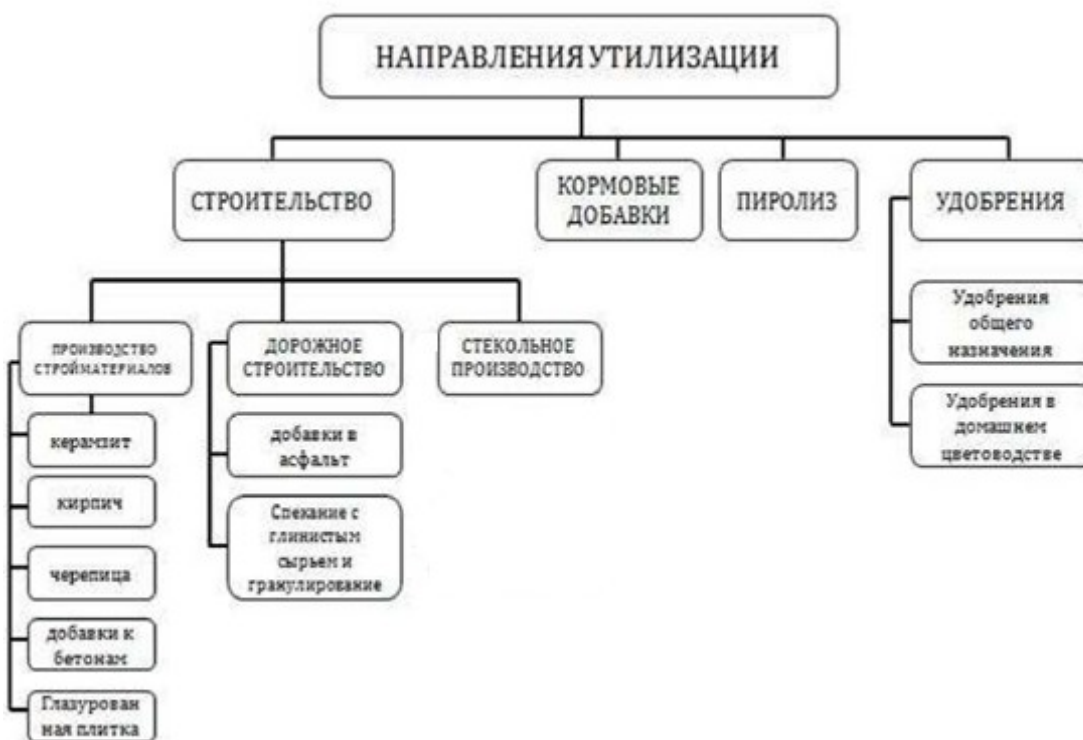 НАПРАВЛЕНИЯ УТИЛИЗАЦИИ
СТРОИТЕЛЬСТВО
КОРМОВЫЕ
ДОБАВКИ
ПИРОЛИЗ
УДОБРЕНИЯ
ПРОИЗВОДСТВО
СТРОЙМАТЕРИАЛОВ
керамзит
кирпич
черепица
добавки к
бетонам
Глазурован
ная плитка
ДОРОЖНОЕ
СТРОИТЕЛЬСТВО
добавки в
асфальт
Спекание с
глинистым
сырьем и
гранулирование
СТЕКОЛЬНОЕ
ПРОИЗВОДСТВО
Удобрения
общего
назначения
Удобрения в
домашнем
цветоводстве